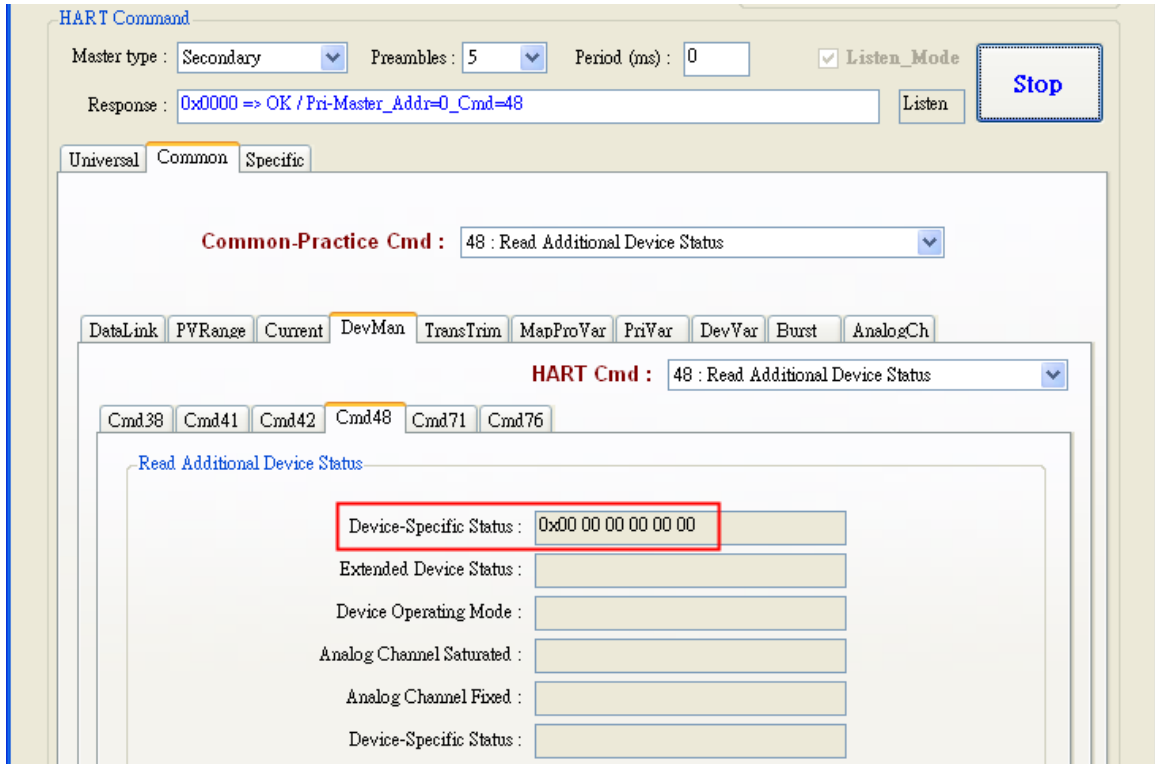 HART Command
Master type : Secondary Preambles : 5 Period (ms) : 0 Listen_Mode Stop
Response : 0x0000 => OK / Pri-Master_Addr=0_Cmd=48 Listen
Universal Common Specific
Common-Practice Cmd : 48 : Read Additional Device Status
DataLink PVRange Current DevMan TransTrim MapProVar PriVar DevVar Burst AnalogCh
HART Cmd : 48 : Read Additional Device Status
Cmd38 Cmd41 Cmd42 Cmd48 Cmd71 Cmd76
Read Additional Device Status
Device-Specific Status : 0x00 00 00 00 00 00
Extended Device Status :
Device Operating Mode :
Analog Channel Saturated :
Analog Channel Fixed :
Device-Specific Status :